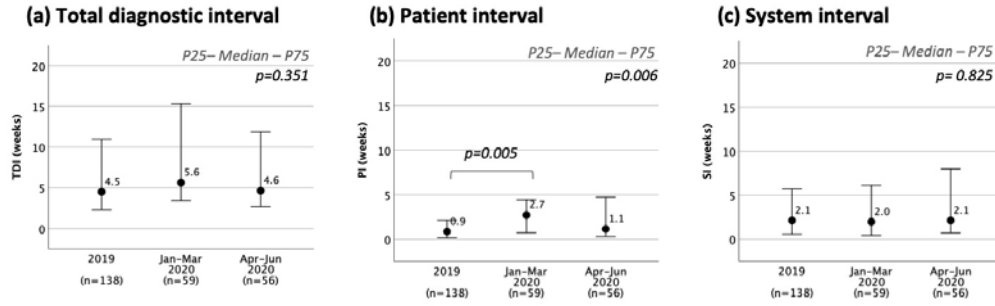 (a) Total diagnostic interval
P25– Median – P75
p=0.351
20
15
10
5
0
TDI (weeks)
4.5
5.6
4.6
2019
(n=138)
Jan–Mar
2020
(n=59)
Apr–Jun
2020
(n=56)
(b) Patient interval
P25– Median – P75
p=0.006
20
15
10
5
0
PI (weeks)
p=0.005
0.9
2.7
1.1
2019
(n=138)
Jan–Mar
2020
(n=59)
Apr–Jun
2020
(n=56)
(c) System interval
P25– Median – P75
p= 0.825
20
15
10
5
0
SI (weeks)
2.1
2.0
2.1
2019
(n=138)
Jan–Mar
2020
(n=59)
Apr–Jun
2020
(n=56)